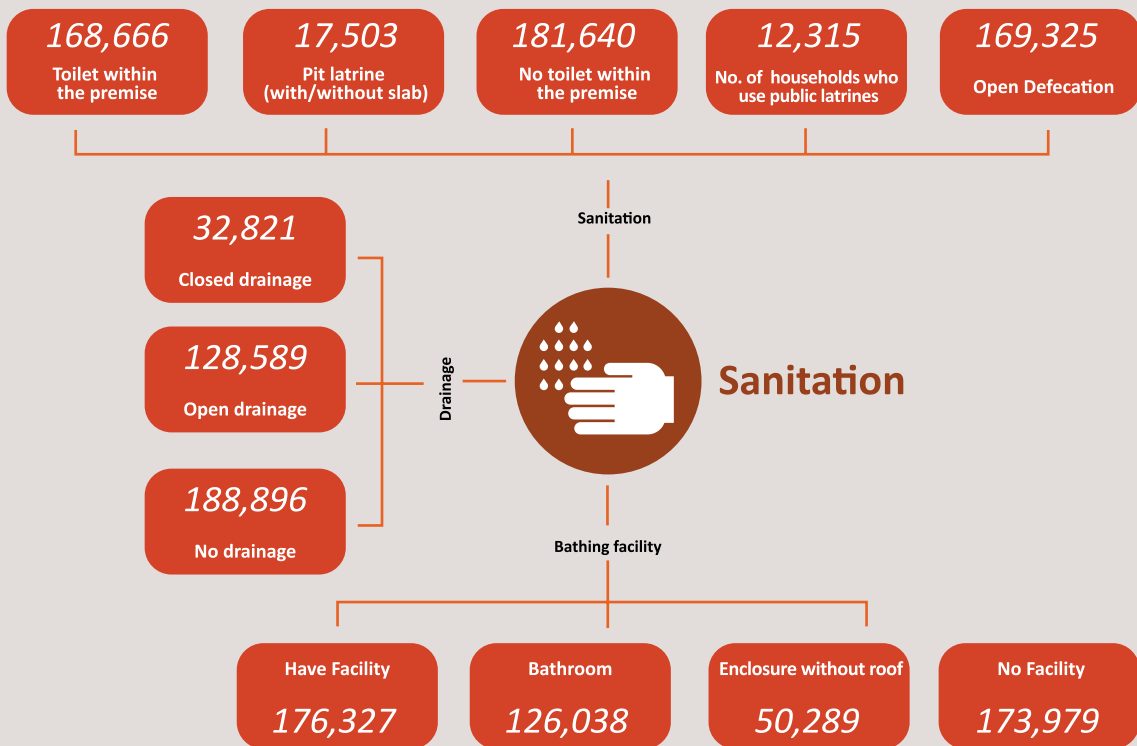 168,666
Toilet within
the premise
17,503
Pit latrine
(with/without slab)
181,640
No toilet within
the premise
12,315
No. of households who
use public latrines
169,325
Open Defecation
Sanitation
32,821
Closed drainage
128,589
Open drainage
188,896
No drainage
Drainage
Sanitation
Bathing facility
Have Facility
176,327
Bathroom
126,038
Enclosure without roof
50,289
No Facility
173,979